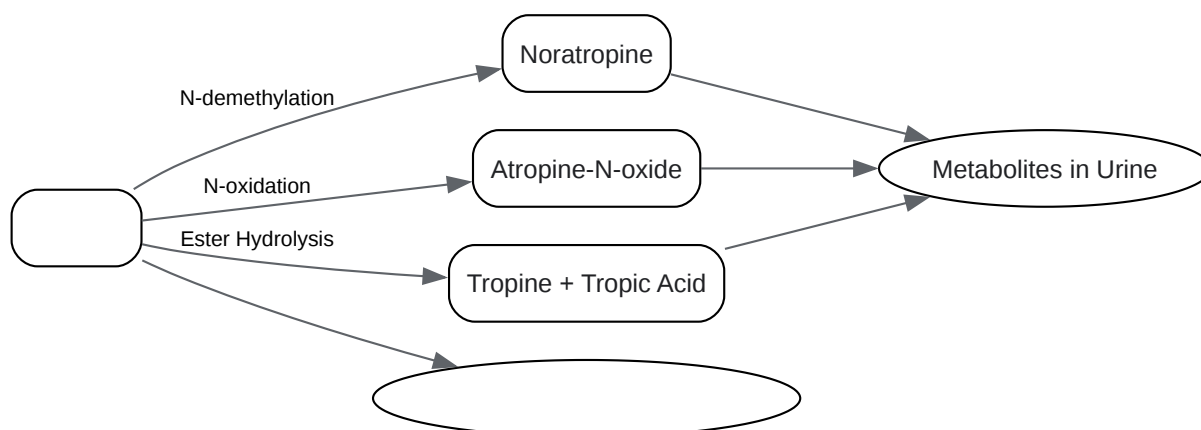 Noratropine
N-demethylation
Atropine-N-oxide
Metabolites in Urine
N-oxidation
Ester Hydrolysis
Tropine + Tropic Acid